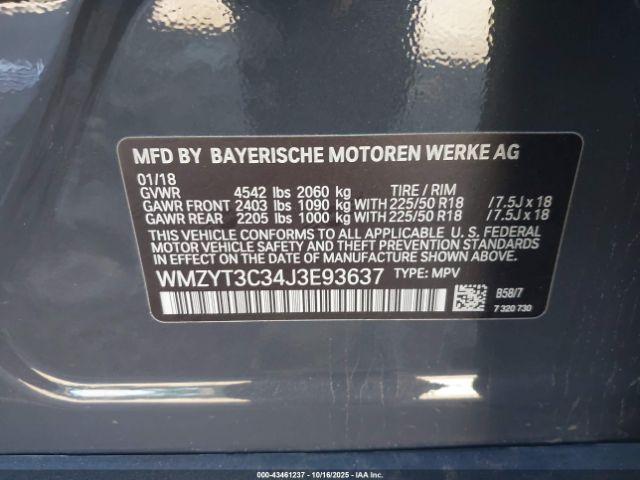 MFD BY BAYERISCHE MOTOREN WERKE AG
01/18
GVWR 4542 lbs 2060 kg TIRE / RIM
GAWR FRONT 2403 lbs 1090 kg WITH 225/50 R18 / 7.5J x 18
GAWR REAR 2205 lbs 1000 kg WITH 225/50 R18 / 7.5J x 18
THIS VEHICLE CONFORMS TO ALL APPLICABLE U. S. FEDERAL
MOTOR VEHICLE SAFETY, BUMPER, AND THEFT PREVENTION STANDARDS
IN EFFECT ON THE DATE OF MANUFACTURE SHOWN ABOVE.
WMZYT3C34J3E93637 TYPE: MPV
B58/7
7 320 730
© 000-43461237 - 10/16/2025 - IAA Inc. All Rights Reserved